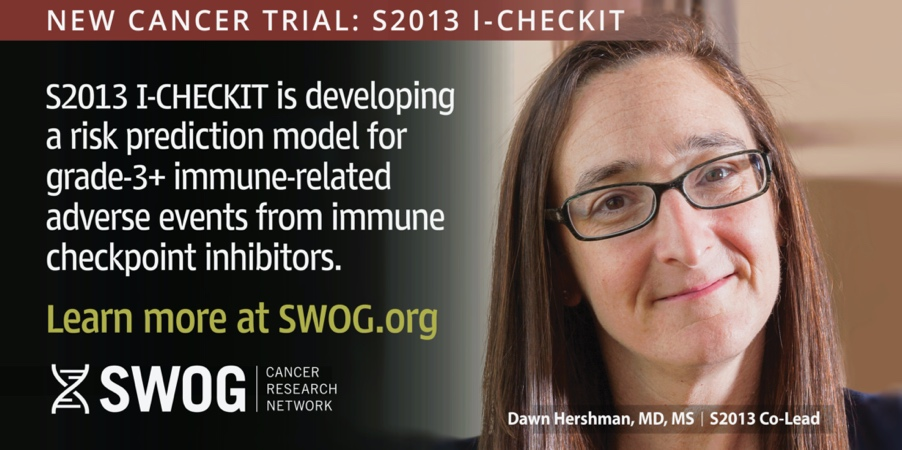 NEW CANCER TRIAL: S2013 I-CHECKIT
S2013 I-CHECKIT is developing
a risk prediction model for
grade-3+ immune-related
adverse events from immune
checkpoint inhibitors.
Learn more at SWOG.org
SWOG
CANCER
RESEARCH
NETWORK
Dawn Hershman, MD, MS | S2013 Co-Lead